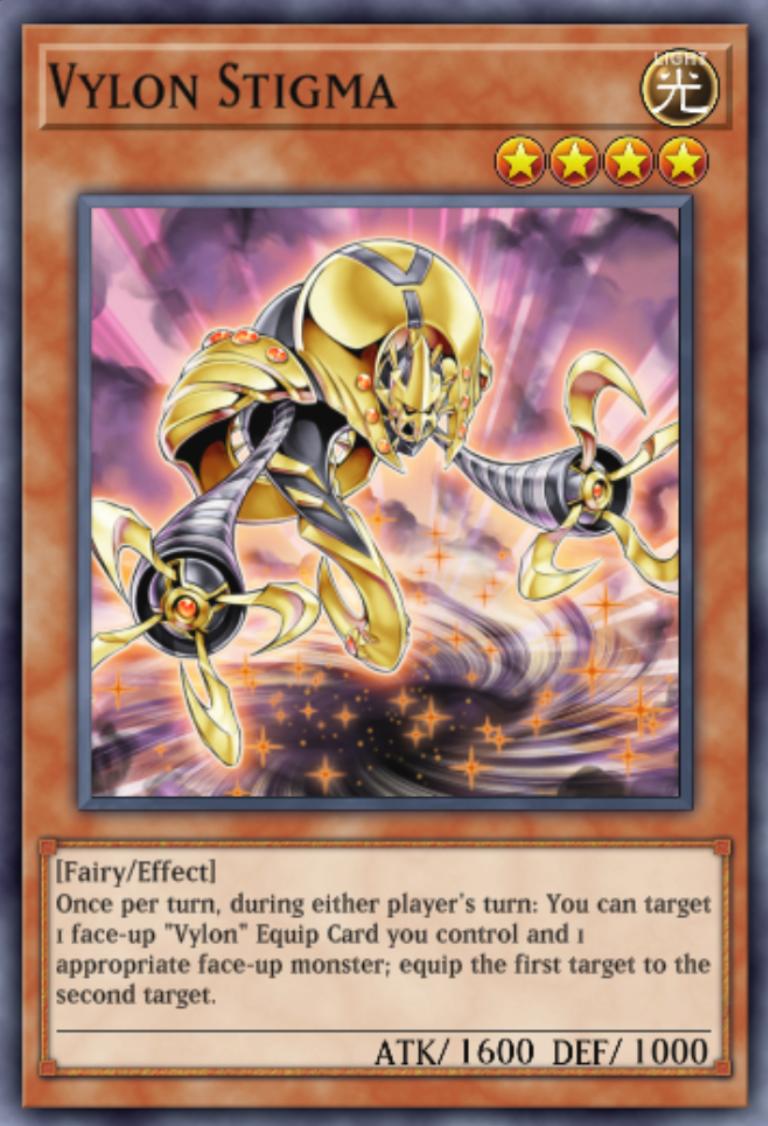 Vylon Stigma
LIGHT
光
[Fairy/Effect]
Once per turn, during either player's turn: You can target
1 face-up "Vylon" Equip Card you control and 1
appropriate face-up monster; equip the first target to the
second target.
ATK/ 1600 DEF/ 1000